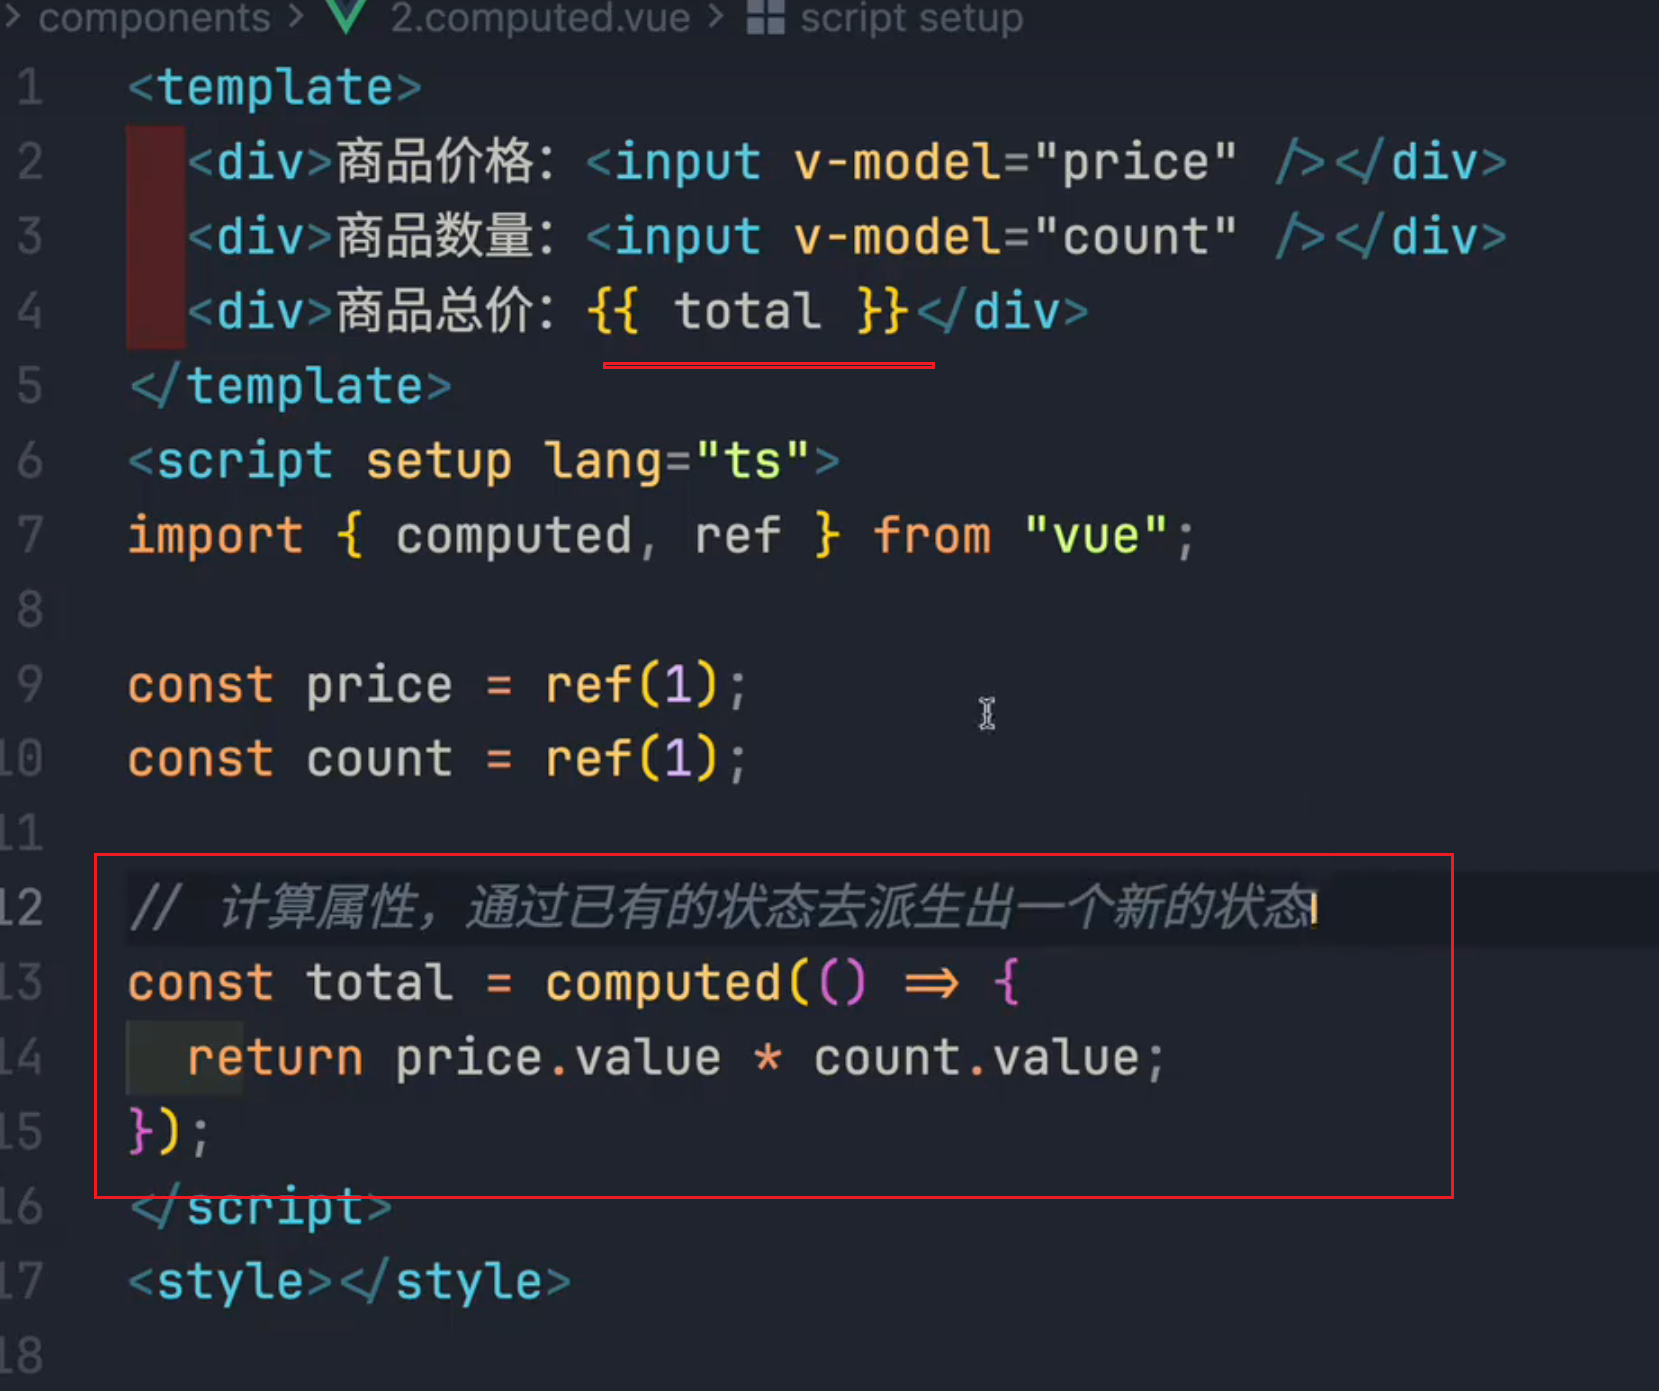 components > 2.computed.vue > script setup
1 <template>
2 <div>商品价格：<input v-model="price" /></div>
3 <div>商品数量：<input v-model="count" /></div>
4 <div>商品总价：{{ total }}</div>
5 </template>
6 <script setup lang="ts">
7 import { computed, ref } from "vue";
8
9 const price = ref(1);
10 const count = ref(1);
11
12 // 计算属性，通过已有的状态去派生出一个新的状态
13 const total = computed(() => {
14 return price.value * count.value;
15 });
16 </script>
17 <style></style>
18